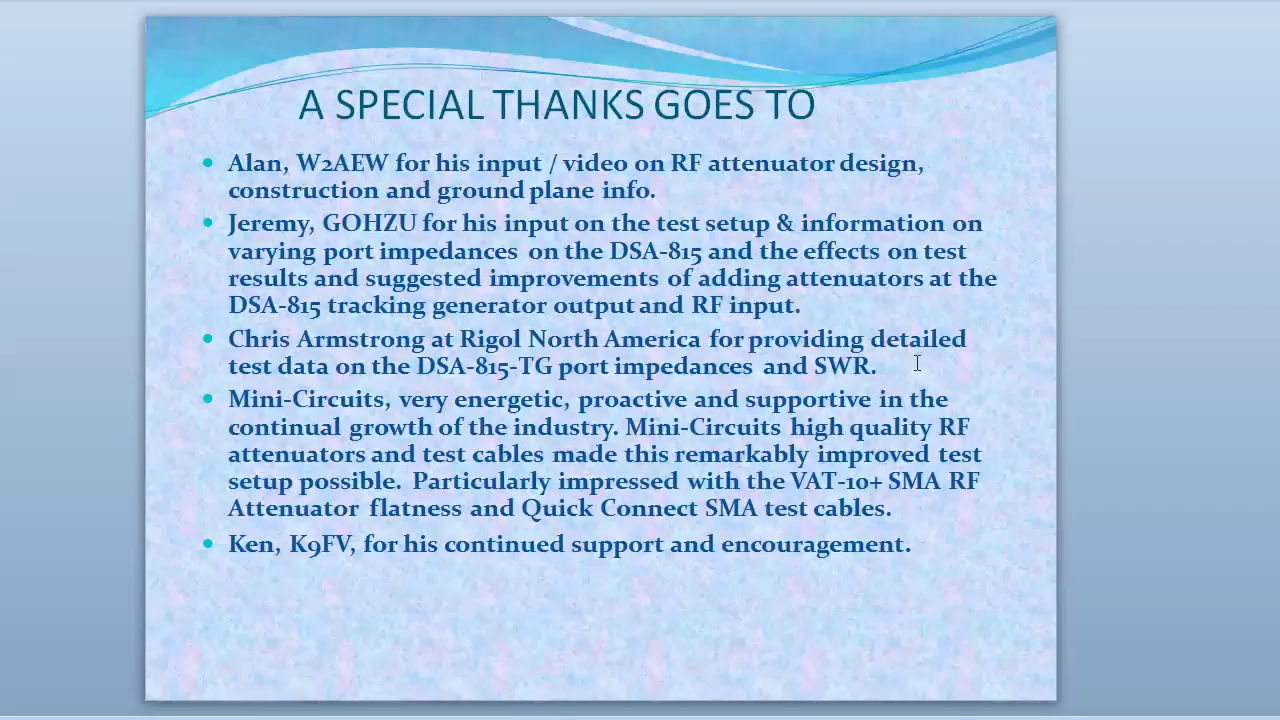 A SPECIAL THANKS GOES TO
• Alan, W2AEW for his input / video on RF attenuator design,
construction and ground plane info.
• Jeremy, GOHZU for his input on the test setup & information on
varying port impedances on the DSA-815 and the effects on test
results and suggested improvements of adding attenuators at the
DSA-815 tracking generator output and RF input.
• Chris Armstrong at Rigol North America for providing detailed
test data on the DSA-815-TG port impedances and SWR.
• Mini-Circuits, very energetic, proactive and supportive in the
continual growth of the industry. Mini-Circuits high quality RF
attenuators and test cables made this remarkably improved test
setup possible. Particularly impressed with the VAT-10+ SMA RF
Attenuator flatness and Quick Connect SMA test cables.
• Ken, K9FV, for his continued support and encouragement.